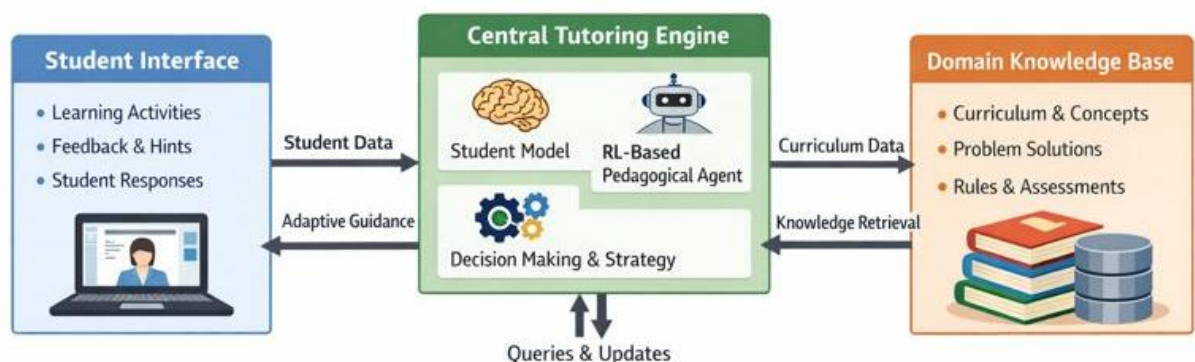 Student Interface
• Learning Activities
• Feedback & Hints
• Student Responses
Student Data
Adaptive Guidance
Central Tutoring Engine
Student Model
RL-Based
Pedagogical Agent
Decision Making & Strategy
Queries & Updates
Curriculum Data
Knowledge Retrieval
Domain Knowledge Base
• Curriculum & Concepts
• Problem Solutions
• Rules & Assessments